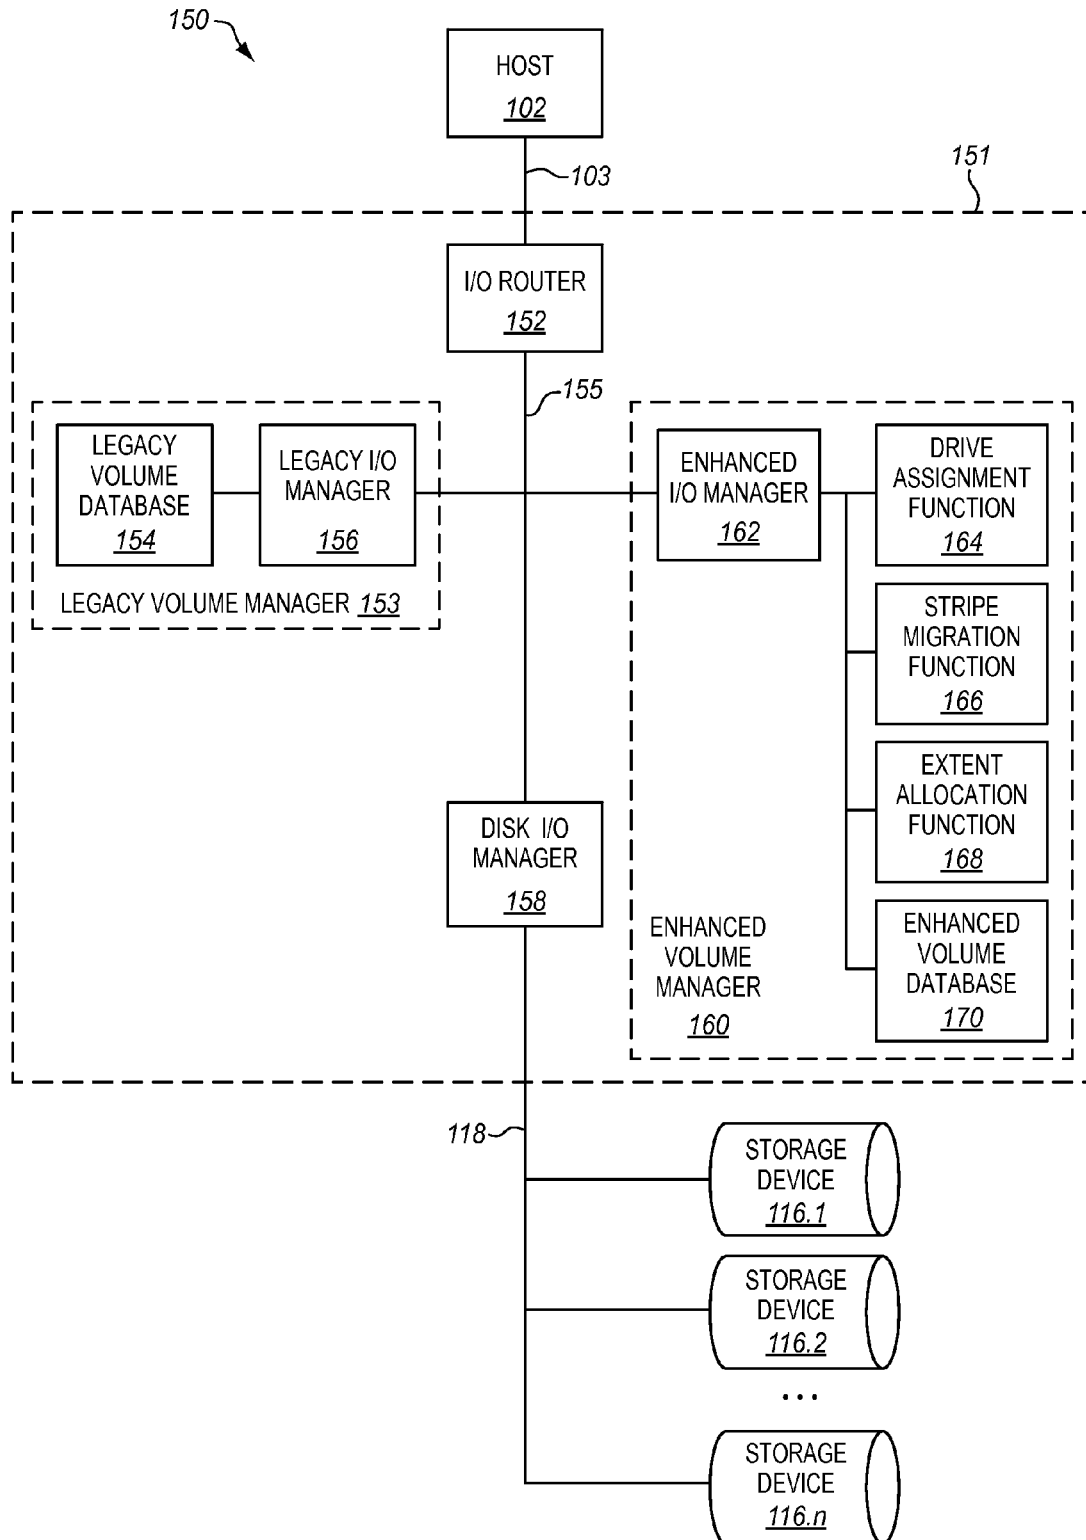 150
HOST
102
103
151
I/O ROUTER
152
155
LEGACY
VOLUME
DATABASE
154
LEGACY I/O
MANAGER
156
LEGACY VOLUME MANAGER 153
ENHANCED
I/O MANAGER
162
DRIVE
ASSIGNMENT
FUNCTION
164
STRIPE
MIGRATION
FUNCTION
166
EXTENT
ALLOCATION
FUNCTION
168
ENHANCED
VOLUME
DATABASE
170
DISK I/O
MANAGER
158
ENHANCED
VOLUME
MANAGER
160
118
STORAGE
DEVICE
116.1
STORAGE
DEVICE
116.2
...
STORAGE
DEVICE
116.n